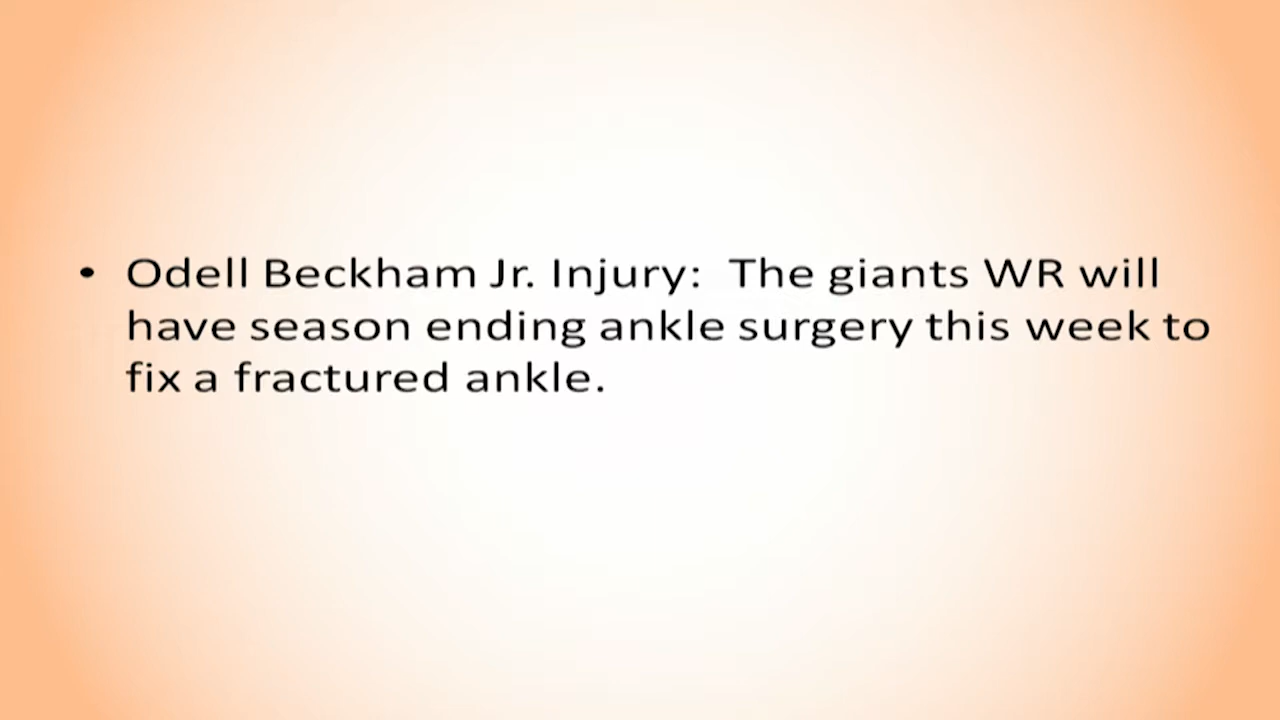 • Odell Beckham Jr. Injury:  The giants WR will
have season ending ankle surgery this week to
fix a fractured ankle.